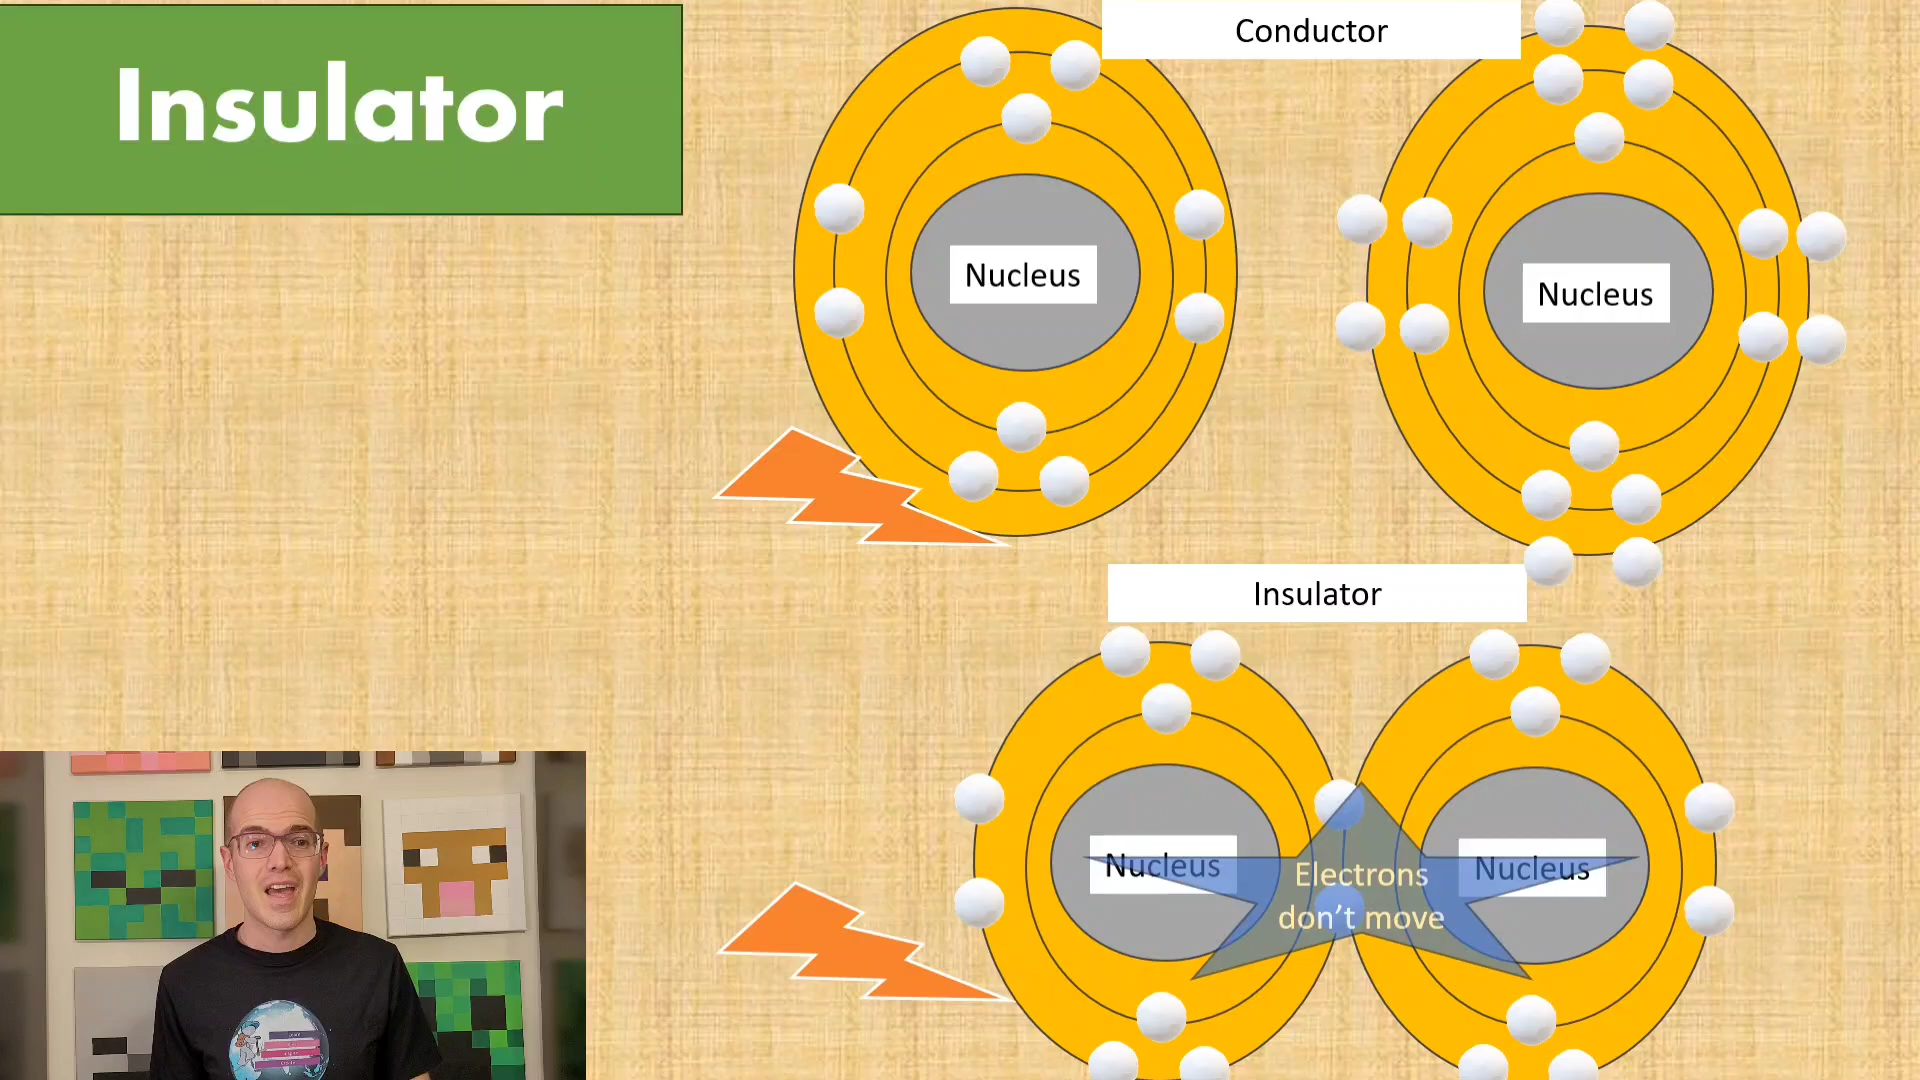 Insulator
Conductor
Nucleus
Nucleus
Insulator
Nucleus
Nucleus
Electrons
don't move